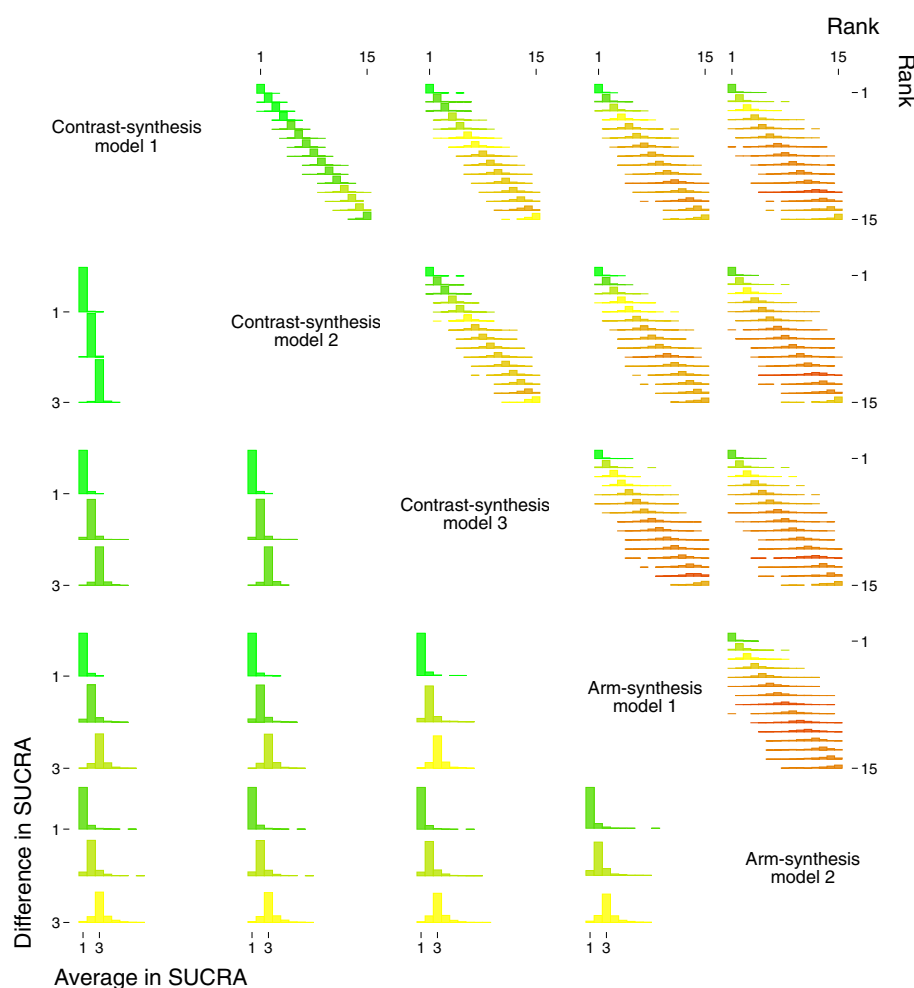 Rank
1 15 1 15 1 15 1 15
Rank
1
Contrast-synthesis
model 1
15
1
Contrast-synthesis
model 2
1
3
15
1
Contrast-synthesis
model 3
1
3
15
1
Arm-synthesis
model 1
1
3
15
Difference in SUCRA
1
Arm-synthesis
model 2
3
1 3 1 3 1 3 1 3
Average in SUCRA